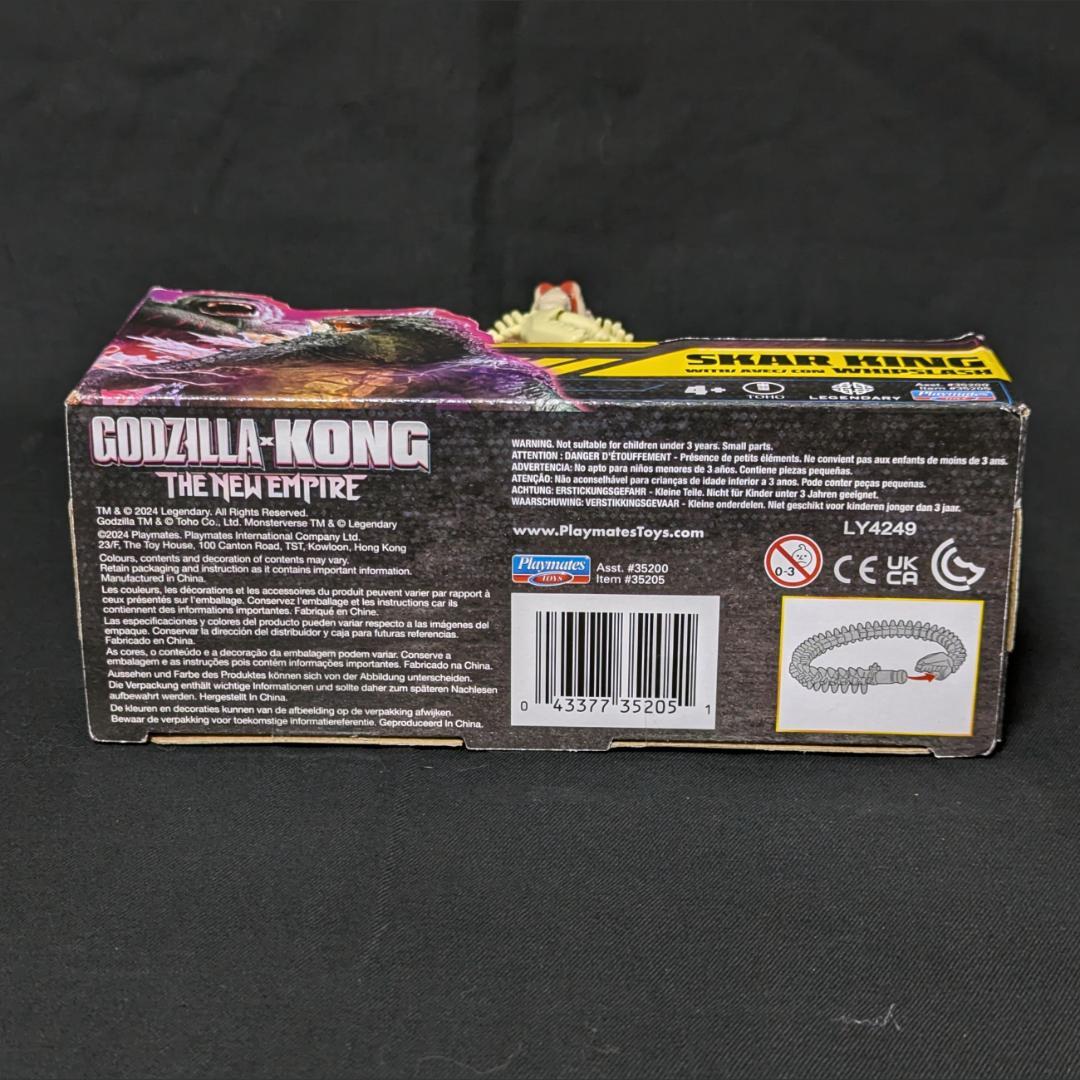 SKAR KING
WITH/ AVEC/ CON WHIPSLASH
4+
TOHO
LEGENDARY
Asst. #35200
Item #35205
Playmates
TOYS
GODZILLA x KONG
THE NEW EMPIRE
TM & © 2024 Legendary. All Rights Reserved.
Godzilla TM & © Toho Co., Ltd. Monsterverse TM & © Legendary
©2024 Playmates. Playmates International Company Ltd.
23/F, The Toy House, 100 Canton Road, TST, Kowloon, Hong Kong
Colours, contents and decoration of contents may vary.
Retain packaging and instruction as it contains important information.
Manufactured in China.
Les couleurs, les décorations et les accessoires du produit peuvent varier par rapport à
ceux présentés sur l'emballage. Conservez l'emballage et les instructions car ils
contiennent des informations importantes. Fabriqué en Chine.
Las especificaciones y colores del producto pueden variar respecto a las imágenes del
empaque. Conservar la dirección del distribuidor y caja para futuras referencias.
Fabricado en China.
As cores, o conteúdo e a decoração da embalagem podem variar. Conserve a
embalagem e as instruções pois contém informações importantes. Fabricado na China.
Aussehen und Farbe des Produktes können sich von der Abbildung unterscheiden.
Die Verpackung enthält wichtige Informationen und sollte daher zum späteren Nachlesen
aufbewahrt werden. Hergestellt In China.
De kleuren en decoraties kunnen van de afbeelding op de verpakking afwijken.
Bewaar de verpakking voor toekomstige informatiereferentie. Geproduceerd In China.
WARNING. Not suitable for children under 3 years. Small parts.
ATTENTION : DANGER D'ÉTOUFFEMENT - Présence de petits éléments. Ne convient pas aux enfants de moins de 3 ans.
ADVERTENCIA: No apto para niños menores de 3 años. Contiene piezas pequeñas.
ATENÇÃO: Não aconselhável para crianças de idade inferior a 3 anos. Pode conter peças pequenas.
ACHTUNG: ERSTICKUNGSGEFAHR - Kleine Teile. Nicht für Kinder unter 3 Jahren geeignet.
WAARSCHUWING: VERSTIKKINGSGEVAAR - Kleine onderdelen. Niet geschikt voor kinderen jonger dan 3 jaar.
www.PlaymatesToys.com
LY4249
Playmates
TOYS
Asst. #35200
Item #35205
0-3
CE
UK
CA
0 43377 35205 1